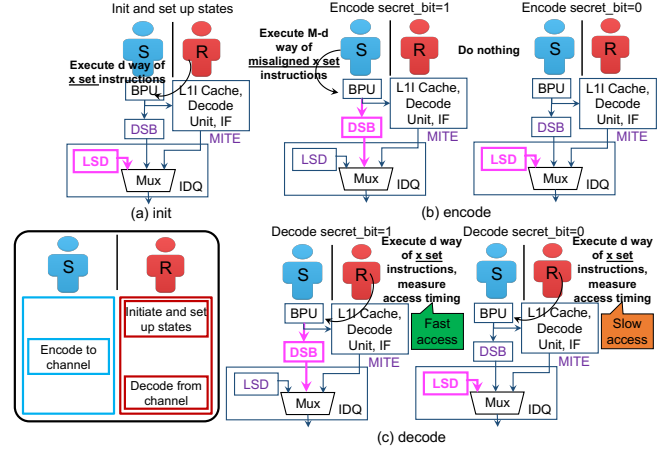 Init and set up states
S
R
Execute d way of
x set instructions
BPU
L1I Cache,
Decode
Unit, IF
DSB
MITE
LSD
Mux
IDQ
(a) init
Encode secret_bit=1
Execute M-d
way of
misaligned x set
instructions
S
R
BPU
L1I Cache,
Decode
Unit, IF
DSB
MITE
LSD
Mux
IDQ
Encode secret_bit=0
Do nothing
S
R
BPU
L1I Cache,
Decode
Unit, IF
DSB
MITE
LSD
Mux
IDQ
(b) encode
S
R
Initiate and set
up states
Encode to
channel
Decode from
channel
Decode secret_bit=1
Execute d way
of x set
instructions,
measure
access timing
S
R
BPU
L1I Cache,
Decode
Unit, IF
Fast
access
DSB
MITE
LSD
Mux
IDQ
Decode secret_bit=0
Execute d way
of x set
instructions,
measure
access timing
S
R
BPU
L1I Cache,
Decode
Unit, IF
Slow
access
DSB
MITE
LSD
Mux
IDQ
(c) decode